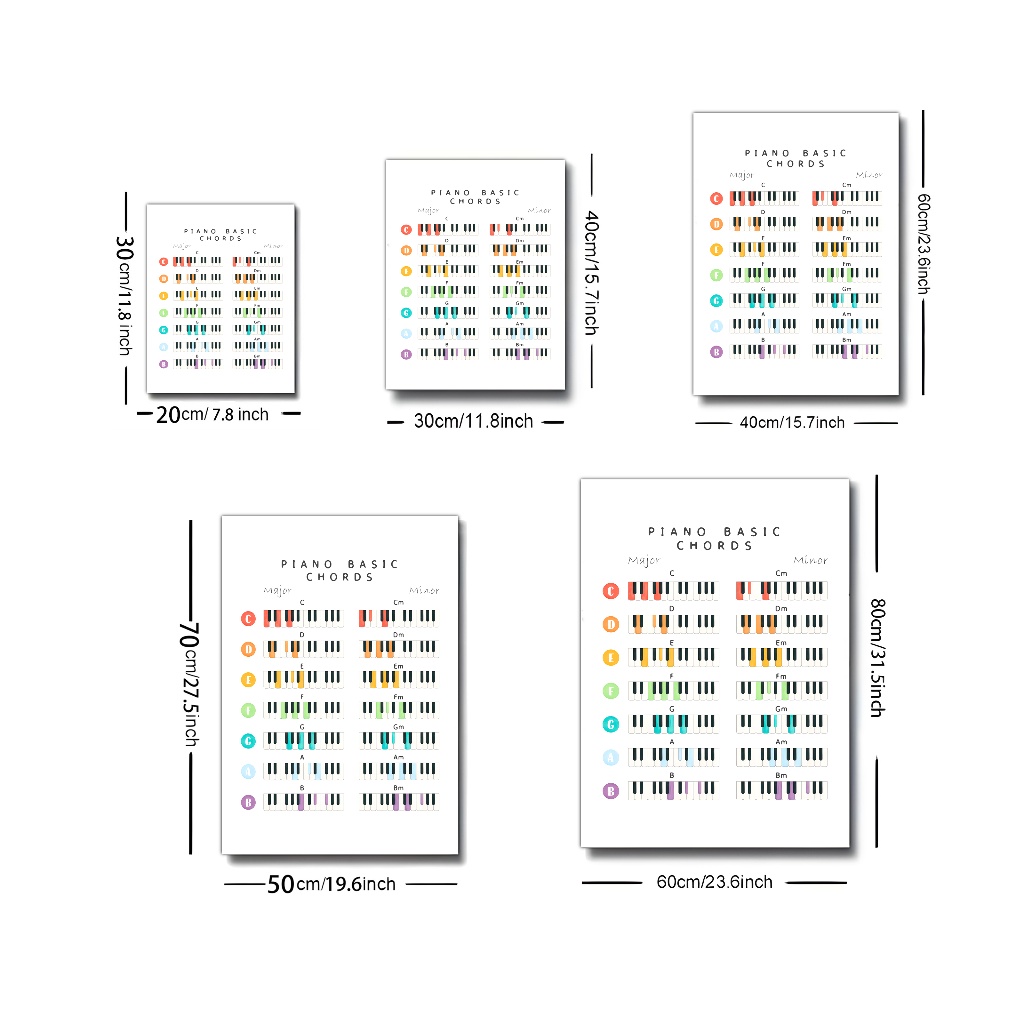 PIANO BASIC
CHORDS
Major Minor
C Cm
C
D Dm
E
F Fm
G Gm
G
A Am
B Bm
B
30cm/11.8 inch
20cm/ 7.8 inch
PIANO BASIC
CHORDS
Major Minor
C Cm
C
D Dm
D
E Em
F Fm
G Gm
G
A Am
B Bm
B
40cm/15.7inch
30cm/11.8inch
PIANO BASIC
CHORDS
Major Minor
C Cm
C
D Dm
D
E Em
E
F Fm
F
G Gm
G
A Am
A
B Bm
B
60cm/23.6inch
40cm/15.7inch
PIANO BASIC
CHORDS
Major Minor
C Cm
C
D Dm
D
E Em
E
F Fm
F
G Gm
G
A Am
A
B Bm
B
70cm/27.5inch
50cm/19.6inch
PIANO BASIC
CHORDS
Major Minor
C Cm
C
D Dm
D
E Em
E
F Fm
F
G Gm
G
A Am
A
B Bm
B
80cm/31.5inch
60cm/23.6inch